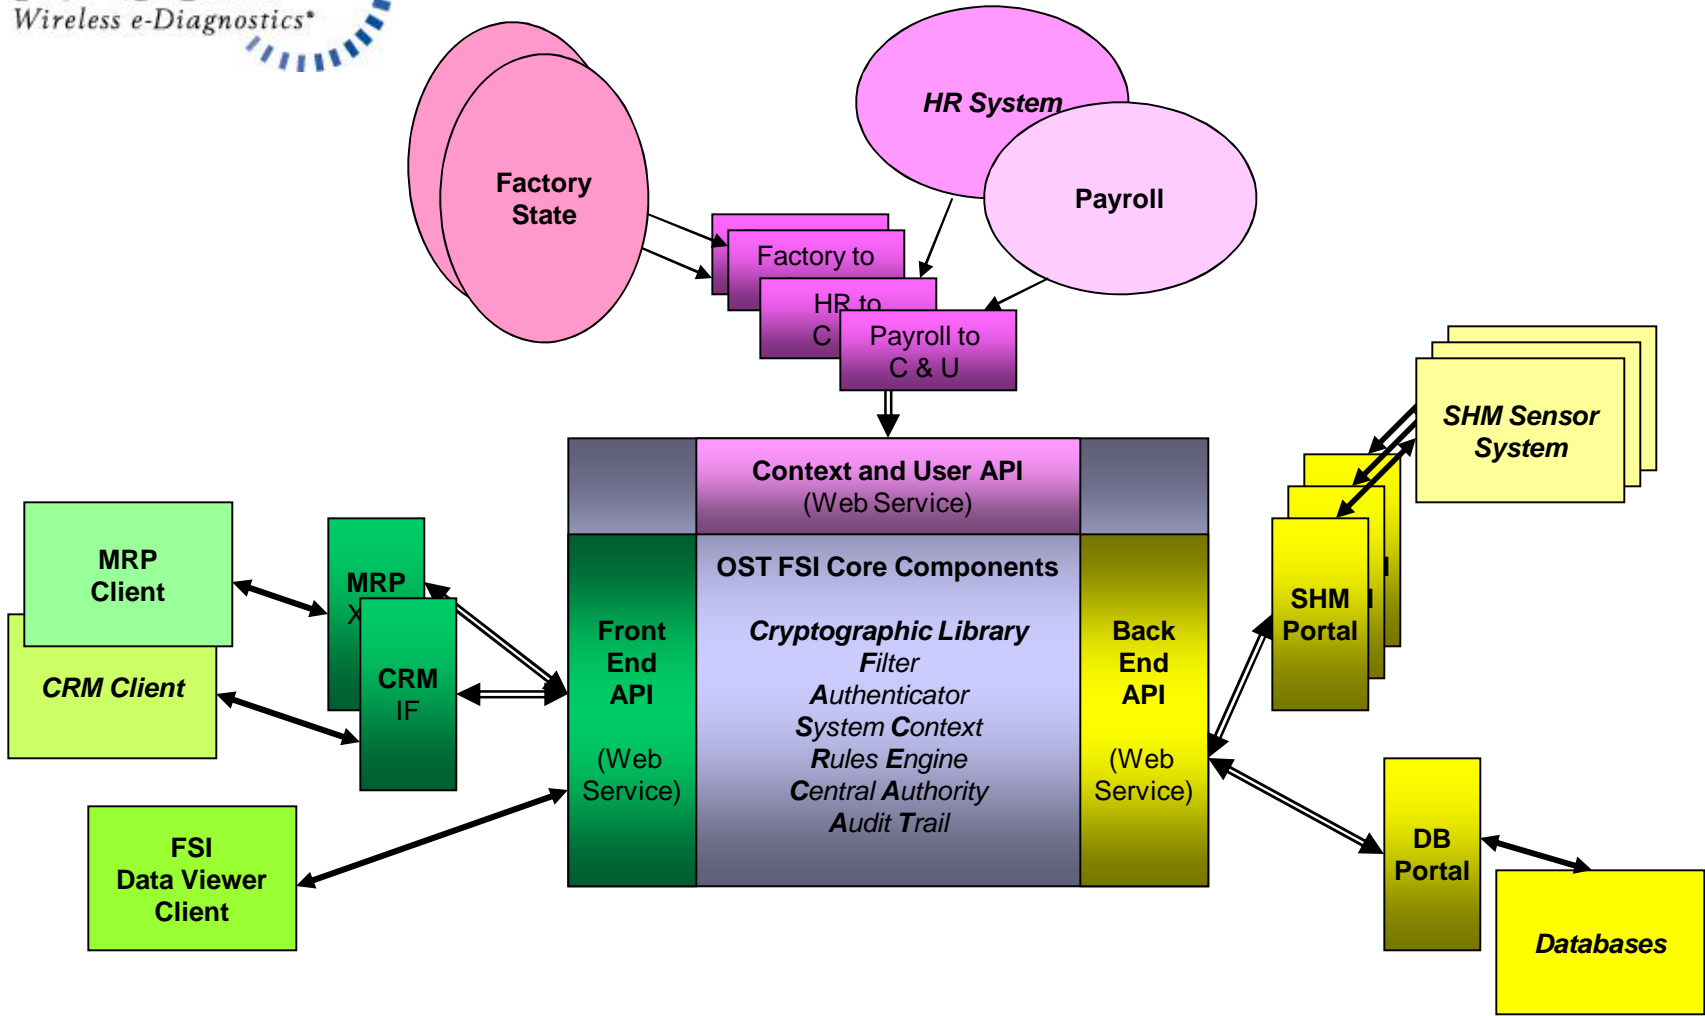 Wireless e-Diagnostics*
HR System
Factory
State
Payroll
Factory to
HR to
C
Payroll to
C & U
SHM Sensor
System
Context and User API
(Web Service)
MRP
Client
MRP
X
CRM Client
CRM
IF
Front
End
API
(Web
Service)
OST FSI Core Components
Cryptographic Library
Filter
Authenticator
System Context
Rules Engine
Central Authority
Audit Trail
Back
End
API
(Web
Service)
SHM
Portal
FSI
Data Viewer
Client
DB
Portal
Databases